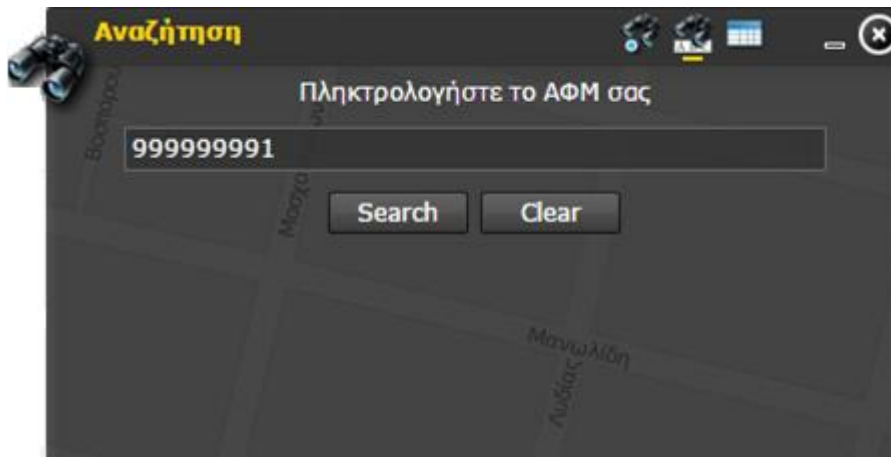 Αναζήτηση
Πληκτρολογήστε το ΑΦΜ σας
999999991
Search Clear
Μανωλίδη
Λυδίας